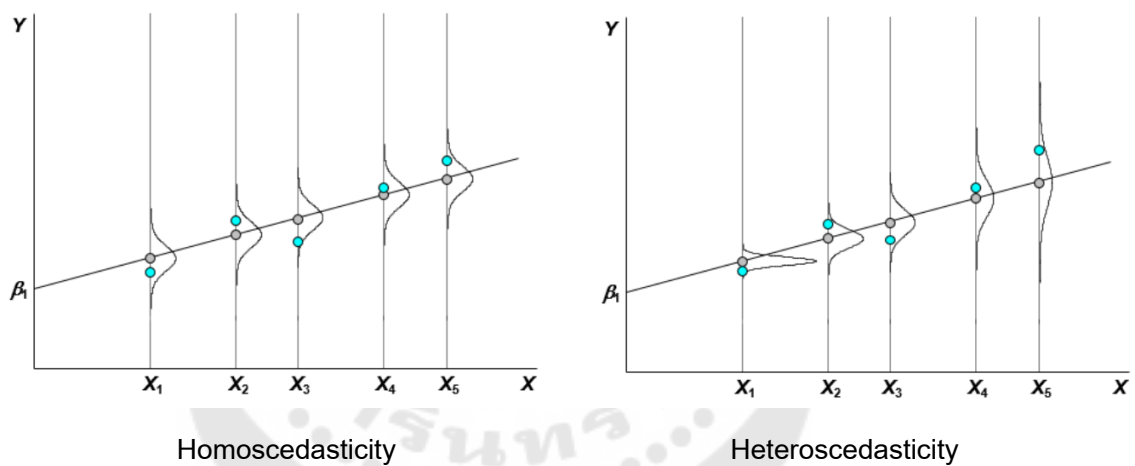 Y
β1
X1 X2 X3 X4 X5 X
Homoscedasticity
Y
β1
X1 X2 X3 X4 X5 X
Heteroscedasticity